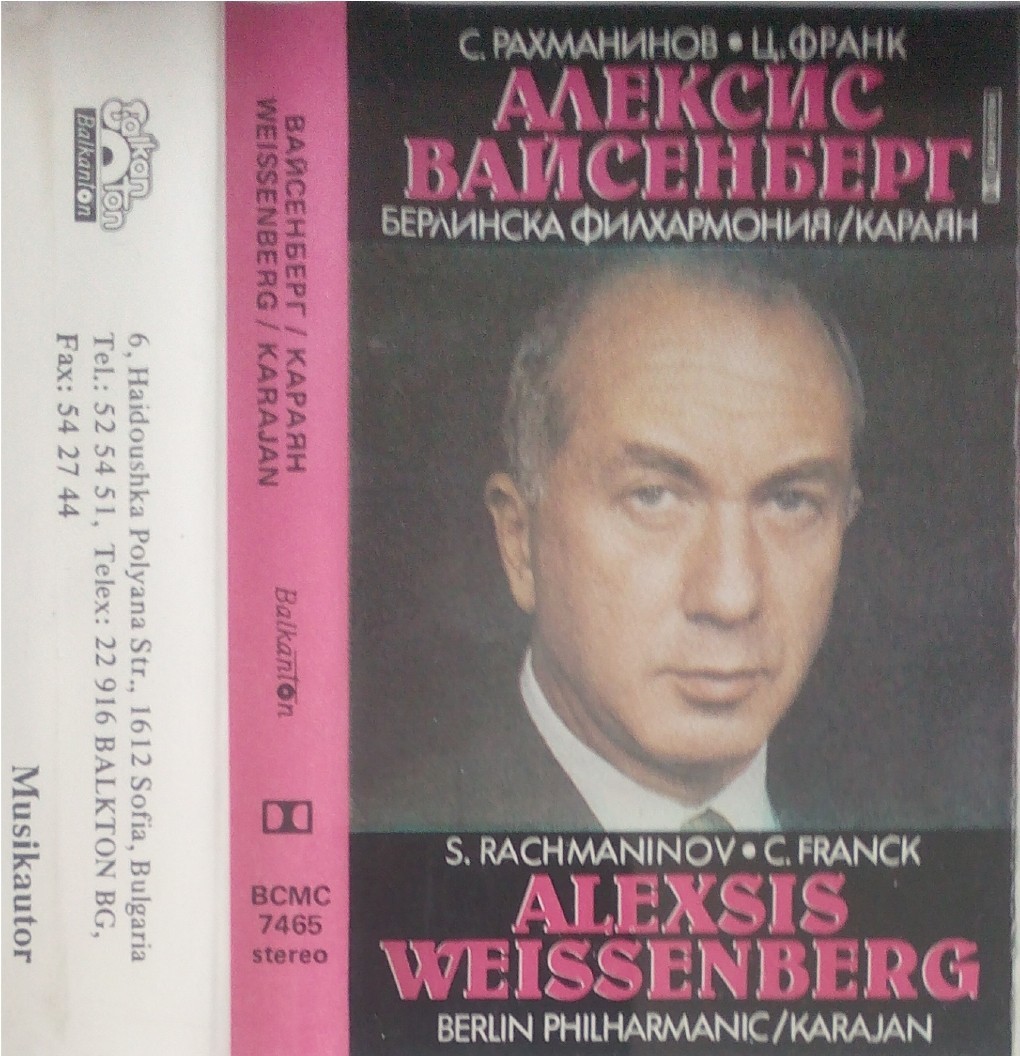 С. РАХМАНИНОВ • Ц. ФРАНК
АЛЕКСИС
ВАЙСЕНБЕРГ
БЕРЛИНСКА ФИЛХАРМОНИЯ/КАРАЯН
S. RACHMANINOV • C. FRANCK
ALEXSIS
WEISSENBERG
BERLIN PHILHARMANIC/KARAJAN
ВАЙСЕНБЕРГ / КАРАЯН
WEISSENBERG / KARAJAN
Balkanton
BCMC
7465
stereo
Balkanton
Balkanton
6, Haidoushka Polyana Str., 1612 Sofia, Bulgaria
Tel.: 52 54 51, Telex: 22 916 BALKTON BG,
Fax: 54 27 44
Musikautor